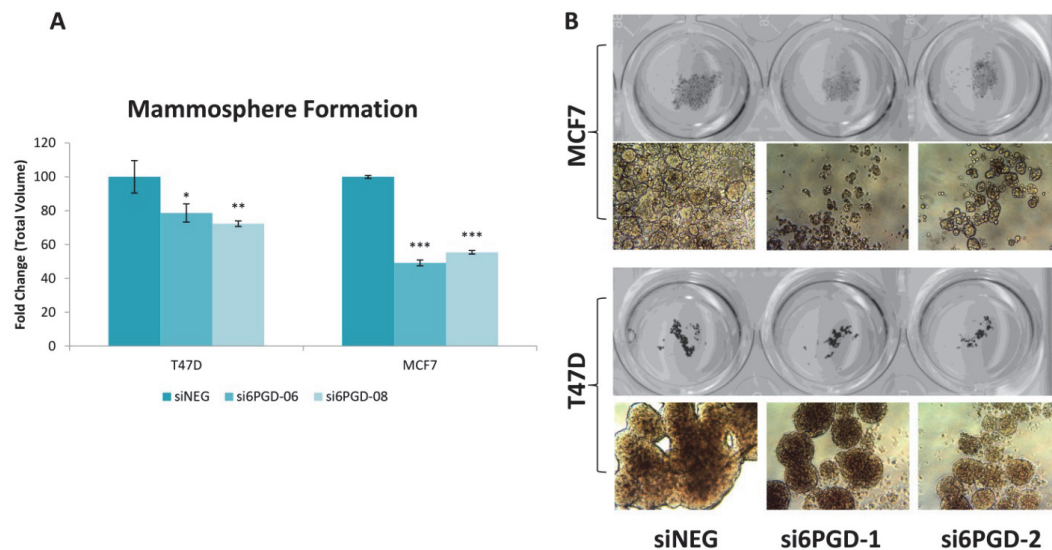 A
Mammosphere Formation
Fold Change (Total Volume)
120
100
80
60
40
20
0
*
**
***
***
T47D
MCF7
siNEG
si6PGD-06
si6PGD-08
B
MCF7
T47D
siNEG
si6PGD-1
si6PGD-2